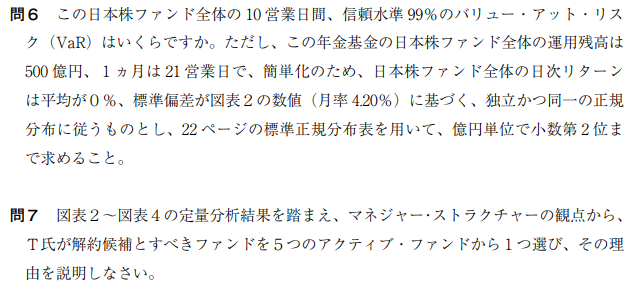 問6 この日本株ファンド全体の10営業日間、信頼水準99%のバリュー・アット・リス
ク（VaR）はいくらですか。ただし、この年金基金の日本株ファンド全体の運用残高は
500億円、1ヵ月は21営業日で、簡単化のため、日本株ファンド全体の日次リターン
は平均が0％、標準偏差が図表2の数値（月率4.20％）に基づく、独立かつ同一の正規
分布に従うものとし、22ページの標準正規分布表を用いて、億円単位で小数第2位ま
で求めること。
問7 図表2～図表4の定量分析結果を踏まえ、マネジャー・ストラクチャーの観点から、
T氏が解約候補とすべきファンドを5つのアクティブ・ファンドから1つ選び、その理
由を説明しなさい。